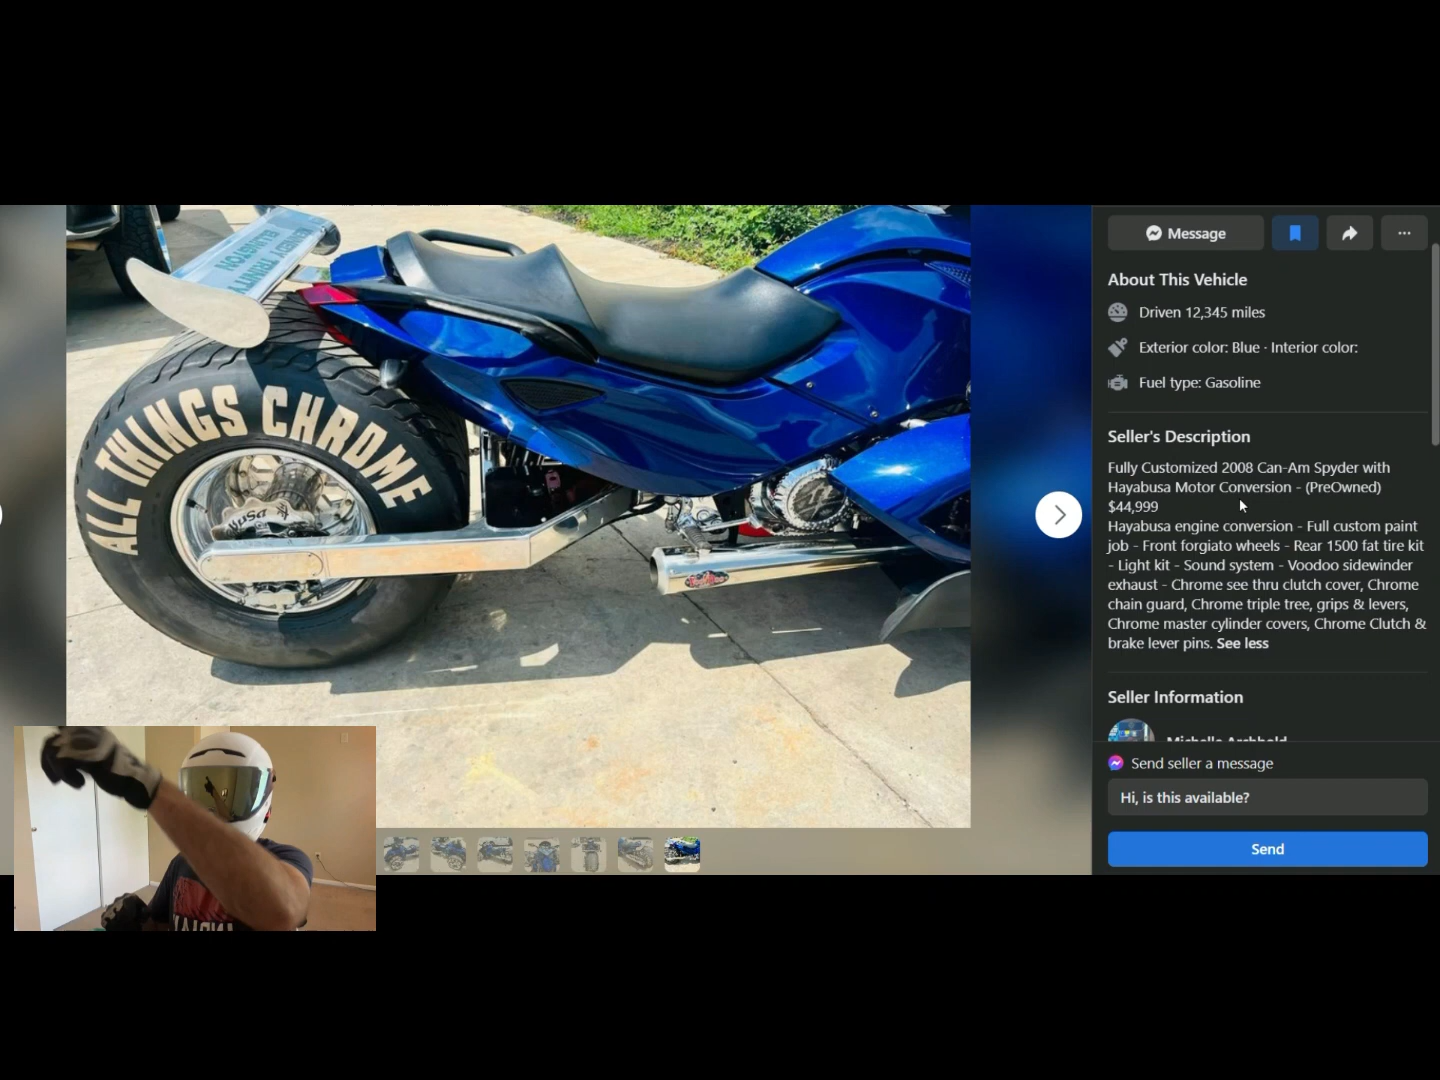 ALL THINGS CHROME
Message
About This Vehicle
Driven 12,345 miles
Exterior color: Blue · Interior color:
Fuel type: Gasoline
Seller's Description
Fully Customized 2008 Can-Am Spyder with
Hayabusa Motor Conversion - (PreOwned)
$44,999
Hayabusa engine conversion - Full custom paint
job - Front forgiato wheels - Rear 1500 fat tire kit
- Light kit - Sound system - Voodoo sidewinder
exhaust - Chrome see thru clutch cover, Chrome
chain guard, Chrome triple tree, grips & levers,
Chrome master cylinder covers, Chrome Clutch &
brake lever pins. See less
Seller Information
Michelle Archbold
Send seller a message
Hi, is this available?
Send